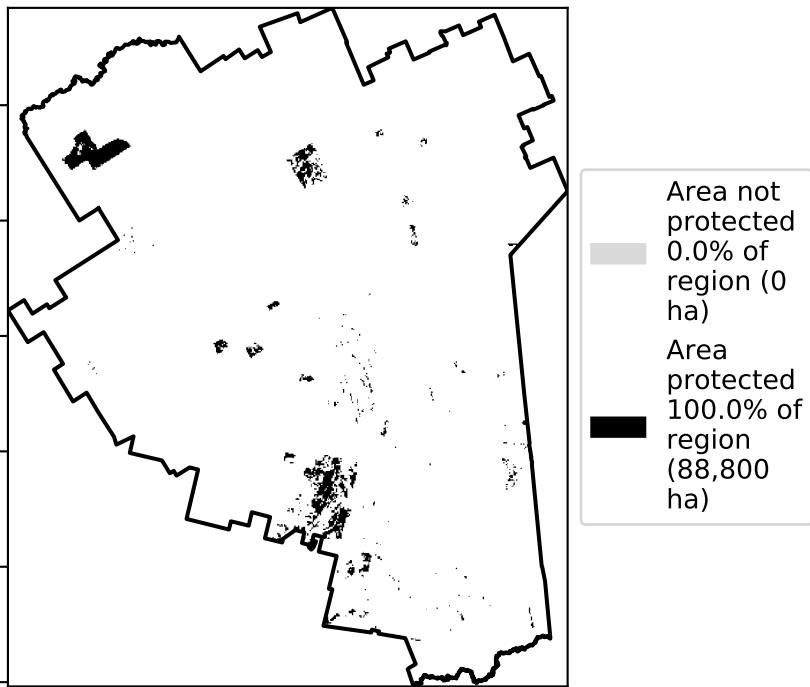 Area not
protected
0.0% of
region (0
ha)
Area
protected
100.0% of
region
(88,800
ha)